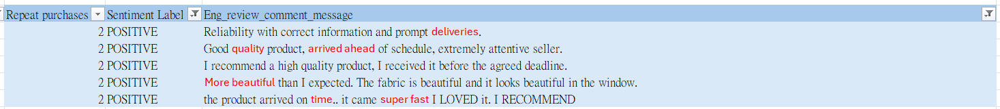 Repeat purchases Sentiment Label Eng_review_comment_message
2 POSITIVE Reliability with correct information and prompt deliveries.
2 POSITIVE Good quality product, arrived ahead of schedule, extremely attentive seller.
2 POSITIVE I recommend a high quality product, I received it before the agreed deadline.
2 POSITIVE More beautiful than I expected. The fabric is beautiful and it looks beautiful in the window.
2 POSITIVE the product arrived on time.. it came super fast I LOVED it. I RECOMMEND